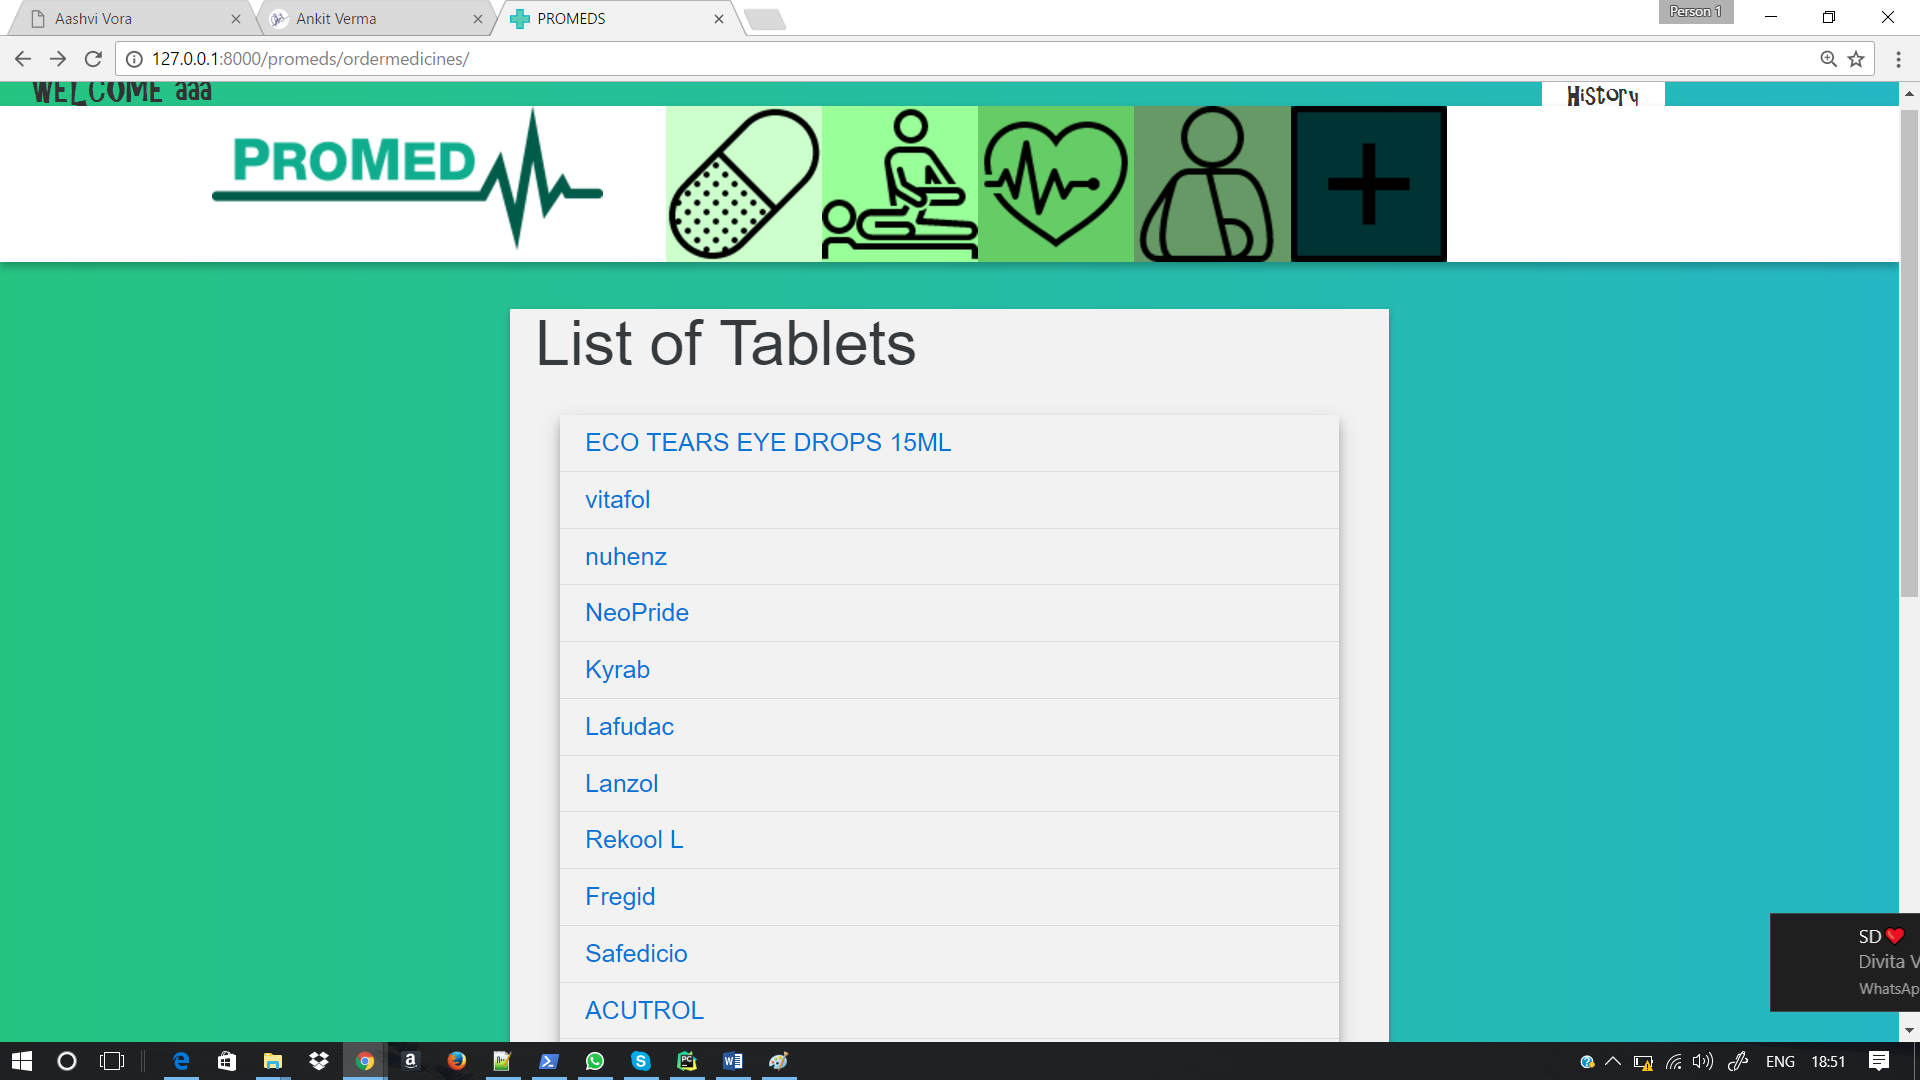 Aashvi Vora
Ankit Verma
PROMEDS
Person 1
127.0.0.1:8000/promeds/ordermedicines/
WELCOME aaa
History
PROMED
List of Tablets
ECO TEARS EYE DROPS 15ML
vitafol
nuhenz
NeoPride
Kyrab
Lafudac
Lanzol
Rekool L
Fregid
Safedicio
ACUTROL
SD
Divita V
WhatsAp
ENG
18:51